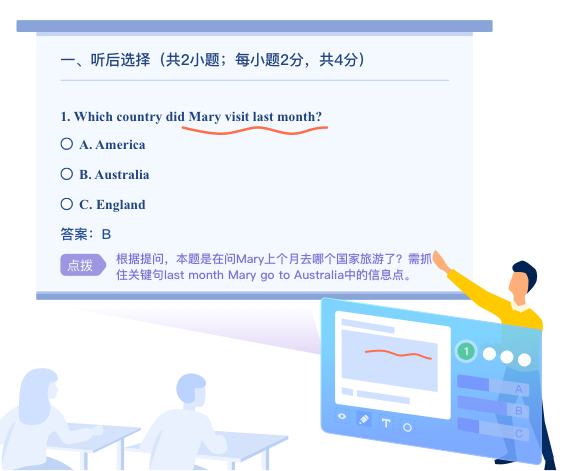 一、听后选择（共2小题；每小题2分，共4分）
1. Which country did Mary visit last month?
A. America
B. Australia
C. England
答案：B
点拨
根据提问，本题是在问Mary上个月去哪个国家旅游了？需抓
住关键句last month Mary go to Australia中的信息点。
1
A
B
C
T